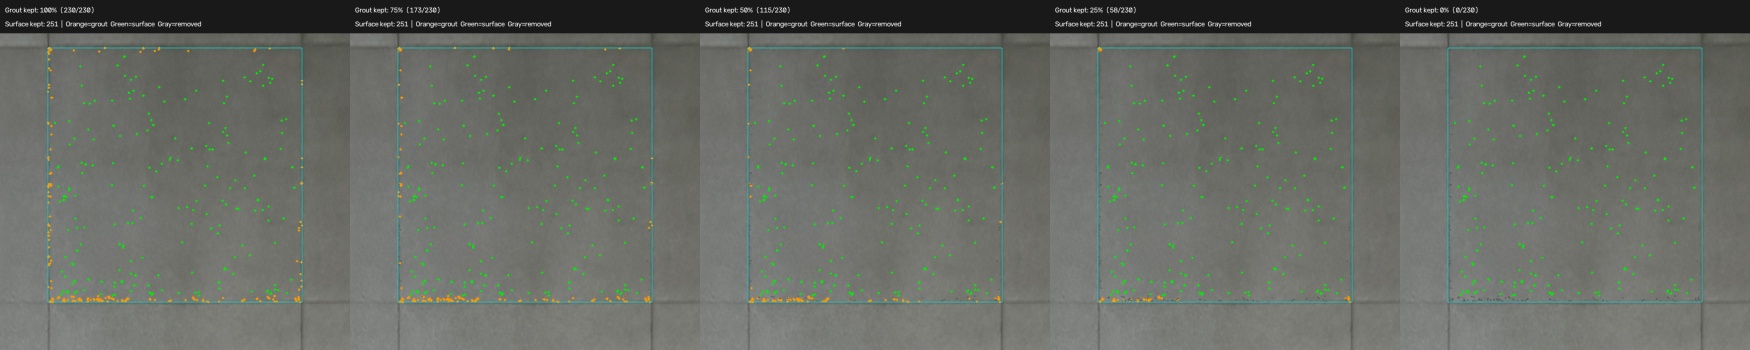 Grout kept: 100% (230/230)
Surface kept: 251 | Orange=grout Green=surface Gray=removed
Grout kept: 75% (173/230)
Surface kept: 251 | Orange=grout Green=surface Gray=removed
Grout kept: 50% (115/230)
Surface kept: 251 | Orange=grout Green=surface Gray=removed
Grout kept: 25% (58/230)
Surface kept: 251 | Orange=grout Green=surface Gray=removed
Grout kept: 0% (0/230)
Surface kept: 251 | Orange=grout Green=surface Gray=removed